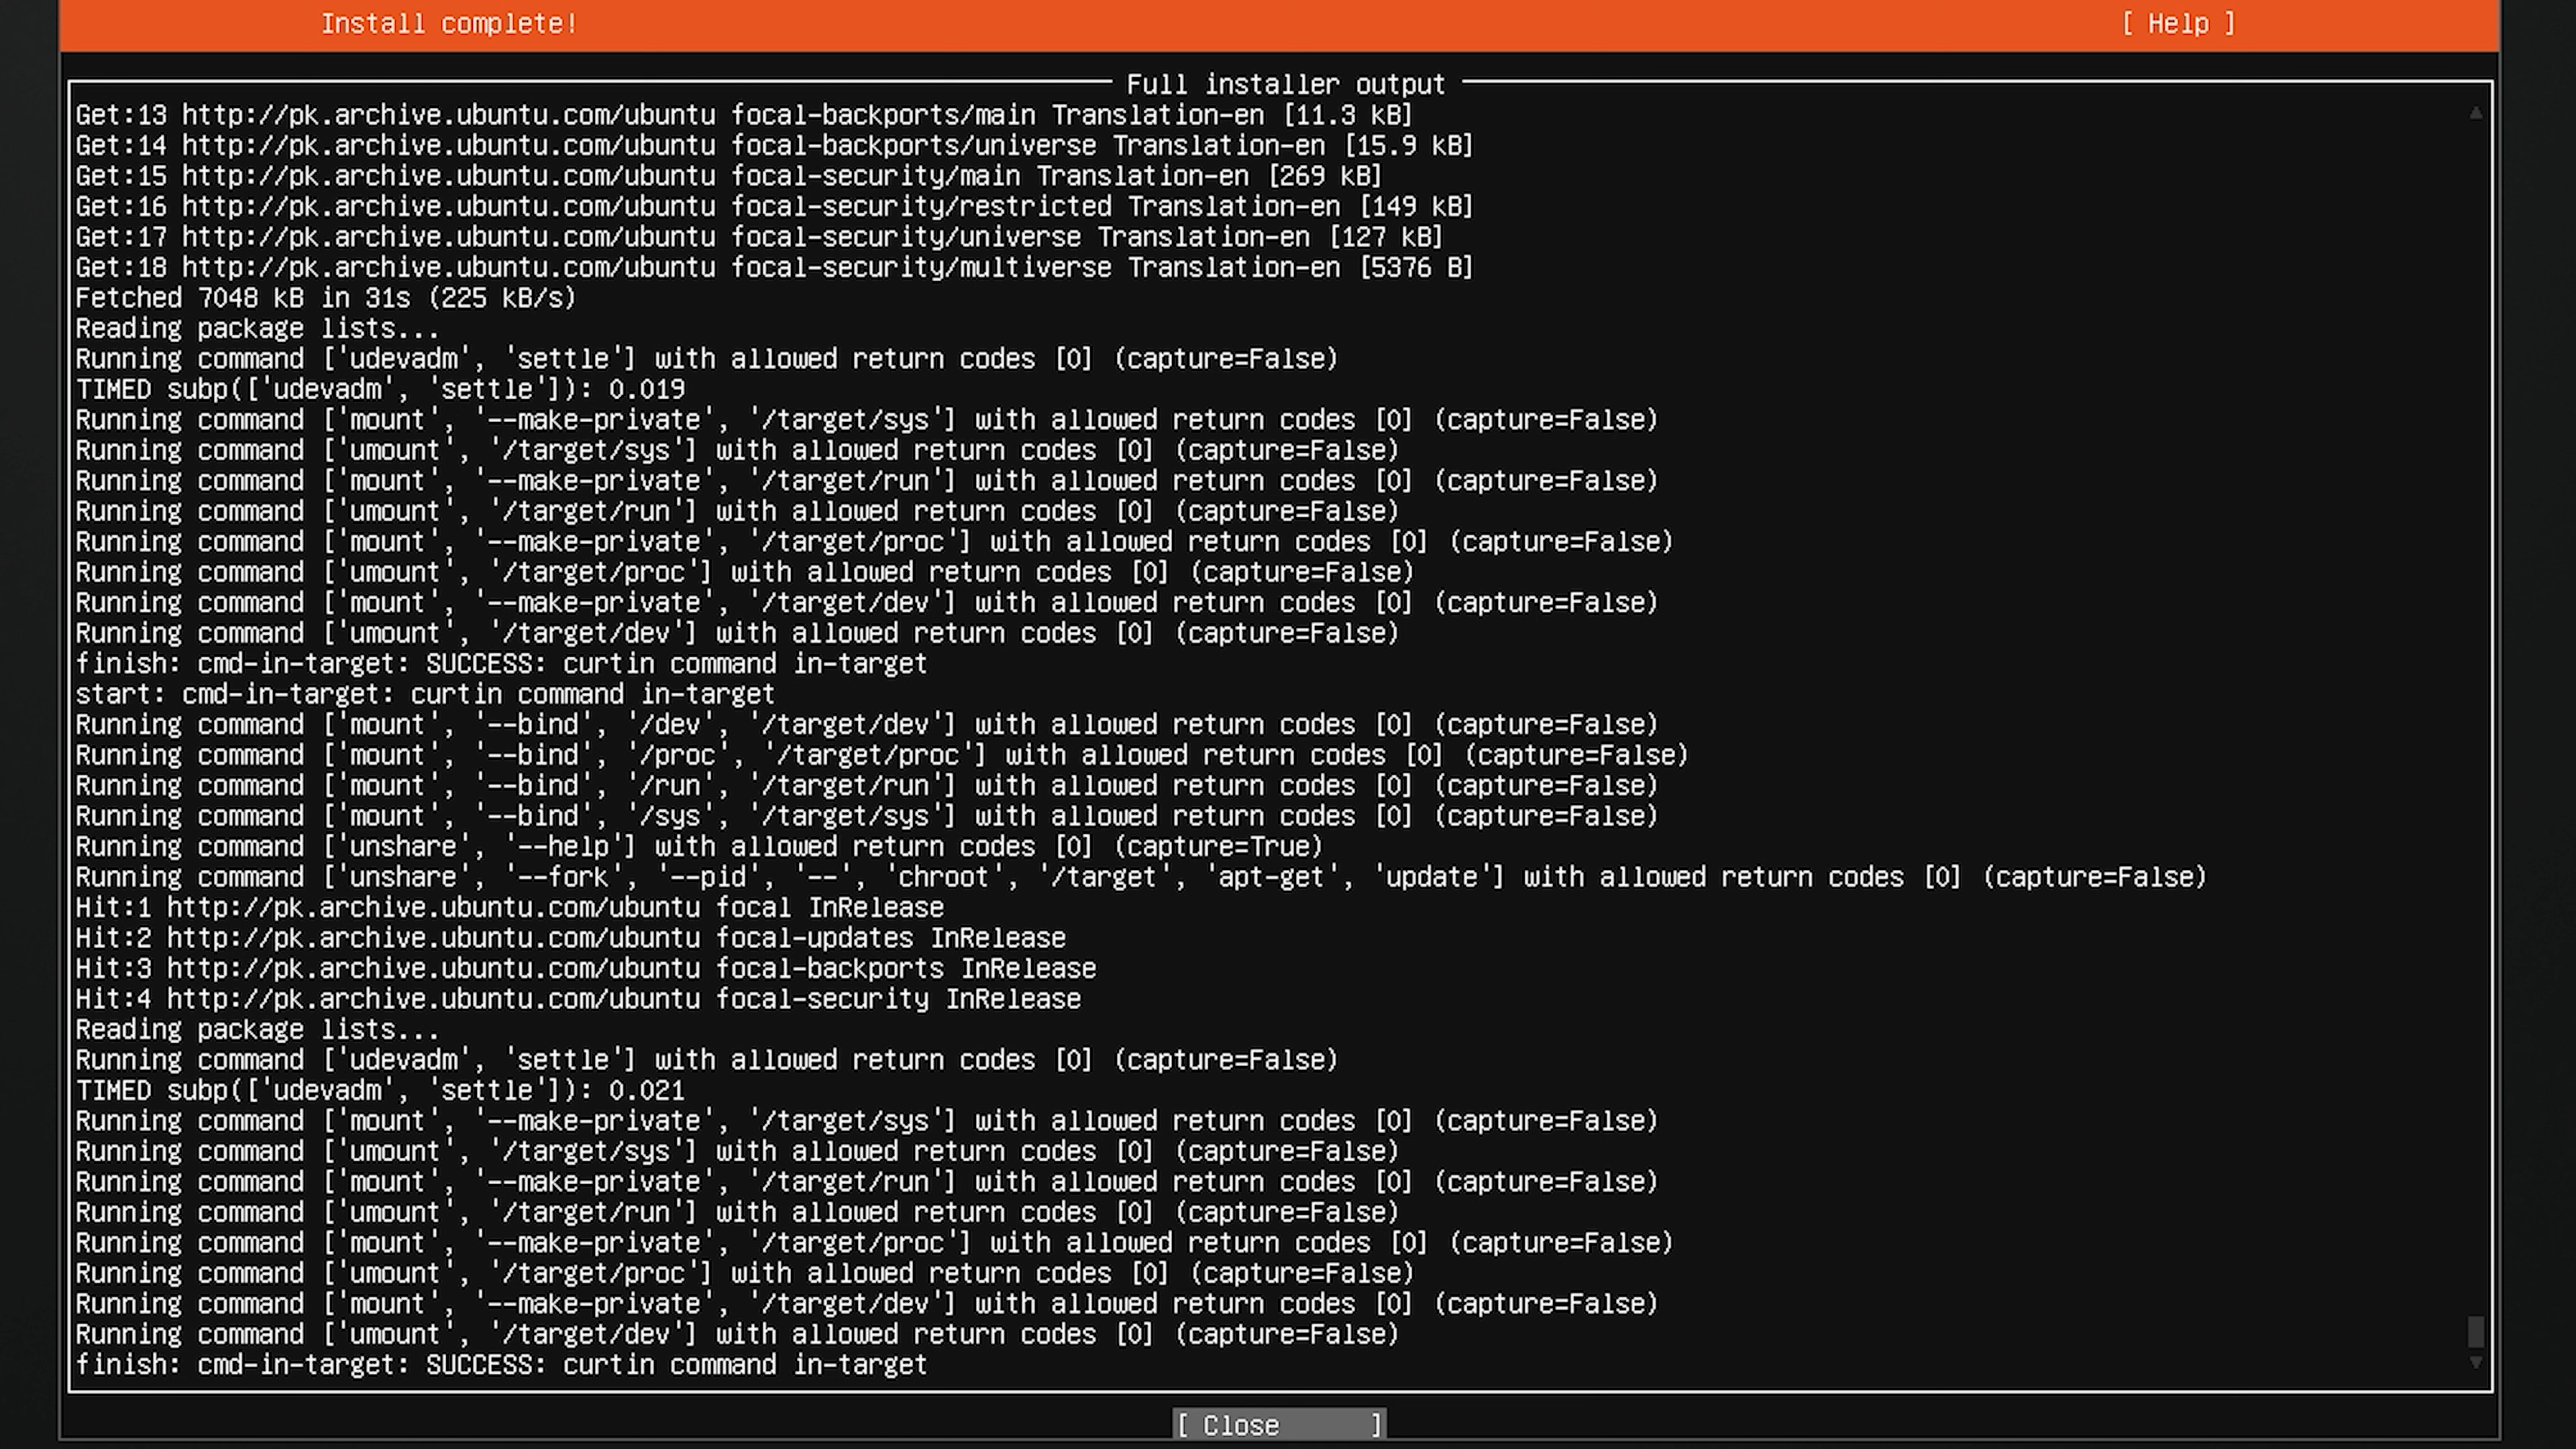 Install complete!
[ Help ]
Full installer output
Get:13 http://pk.archive.ubuntu.com/ubuntu focal-backports/main Translation-en [11.3 kB]
Get:14 http://pk.archive.ubuntu.com/ubuntu focal-backports/universe Translation-en [15.9 kB]
Get:15 http://pk.archive.ubuntu.com/ubuntu focal-security/main Translation-en [269 kB]
Get:16 http://pk.archive.ubuntu.com/ubuntu focal-security/restricted Translation-en [149 kB]
Get:17 http://pk.archive.ubuntu.com/ubuntu focal-security/universe Translation-en [127 kB]
Get:18 http://pk.archive.ubuntu.com/ubuntu focal-security/multiverse Translation-en [5376 B]
Fetched 7048 kB in 31s (225 kB/s)
Reading package lists...
Running command ['udevadm', 'settle'] with allowed return codes [0] (capture=False)
TIMED subp(['udevadm', 'settle']): 0.019
Running command ['mount', '--make-private', '/target/sys'] with allowed return codes [0] (capture=False)
Running command ['umount', '/target/sys'] with allowed return codes [0] (capture=False)
Running command ['mount', '--make-private', '/target/run'] with allowed return codes [0] (capture=False)
Running command ['umount', '/target/run'] with allowed return codes [0] (capture=False)
Running command ['mount', '--make-private', '/target/proc'] with allowed return codes [0] (capture=False)
Running command ['umount', '/target/proc'] with allowed return codes [0] (capture=False)
Running command ['mount', '--make-private', '/target/dev'] with allowed return codes [0] (capture=False)
Running command ['umount', '/target/dev'] with allowed return codes [0] (capture=False)
finish: cmd-in-target: SUCCESS: curtin command in-target
start: cmd-in-target: curtin command in-target
Running command ['mount', '--bind', '/dev', '/target/dev'] with allowed return codes [0] (capture=False)
Running command ['mount', '--bind', '/proc', '/target/proc'] with allowed return codes [0] (capture=False)
Running command ['mount', '--bind', '/run', '/target/run'] with allowed return codes [0] (capture=False)
Running command ['mount', '--bind', '/sys', '/target/sys'] with allowed return codes [0] (capture=False)
Running command ['unshare', '--help'] with allowed return codes [0] (capture=True)
Running command ['unshare', '--fork', '--pid', '--', 'chroot', '/target', 'apt-get', 'update'] with allowed return codes [0] (capture=False)
Hit:1 http://pk.archive.ubuntu.com/ubuntu focal InRelease
Hit:2 http://pk.archive.ubuntu.com/ubuntu focal-updates InRelease
Hit:3 http://pk.archive.ubuntu.com/ubuntu focal-backports InRelease
Hit:4 http://pk.archive.ubuntu.com/ubuntu focal-security InRelease
Reading package lists...
Running command ['udevadm', 'settle'] with allowed return codes [0] (capture=False)
TIMED subp(['udevadm', 'settle']): 0.021
Running command ['mount', '--make-private', '/target/sys'] with allowed return codes [0] (capture=False)
Running command ['umount', '/target/sys'] with allowed return codes [0] (capture=False)
Running command ['mount', '--make-private', '/target/run'] with allowed return codes [0] (capture=False)
Running command ['umount', '/target/run'] with allowed return codes [0] (capture=False)
Running command ['mount', '--make-private', '/target/proc'] with allowed return codes [0] (capture=False)
Running command ['umount', '/target/proc'] with allowed return codes [0] (capture=False)
Running command ['mount', '--make-private', '/target/dev'] with allowed return codes [0] (capture=False)
Running command ['umount', '/target/dev'] with allowed return codes [0] (capture=False)
finish: cmd-in-target: SUCCESS: curtin command in-target
[ Close ]